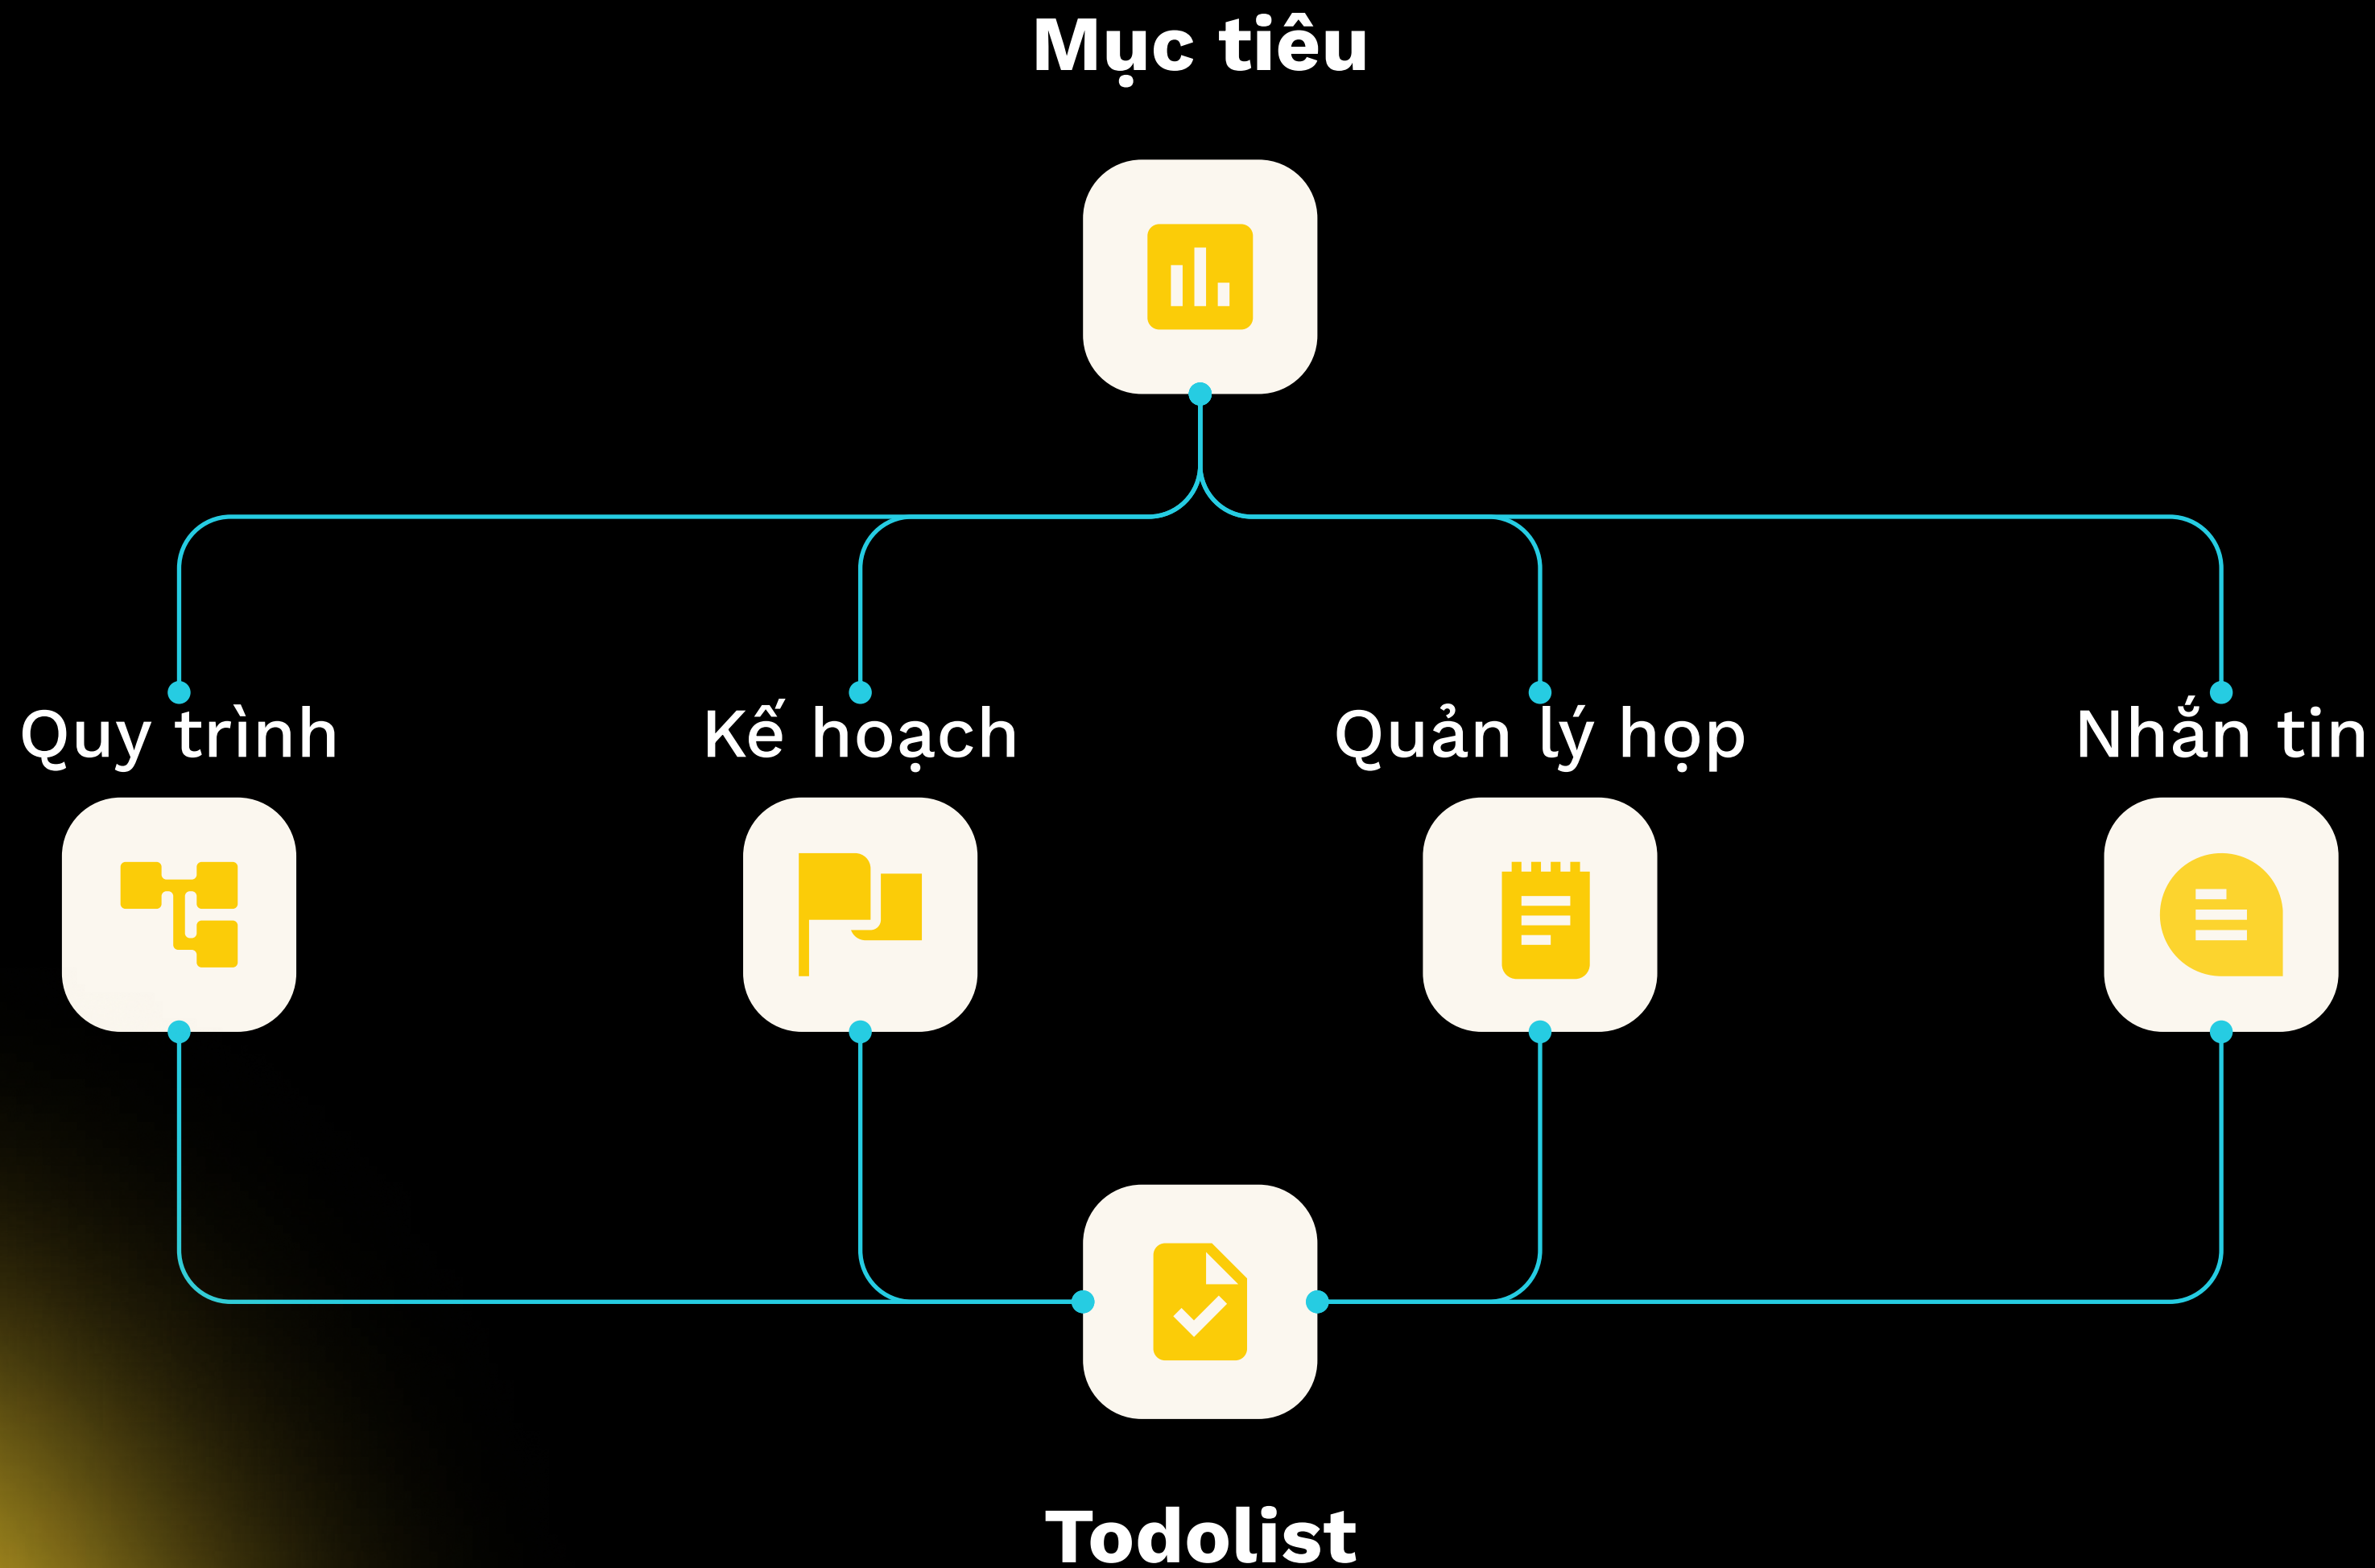 Mục tiêu
Quy trình
Kế hoạch
Quản lý họp
Nhắn tin
Todolist